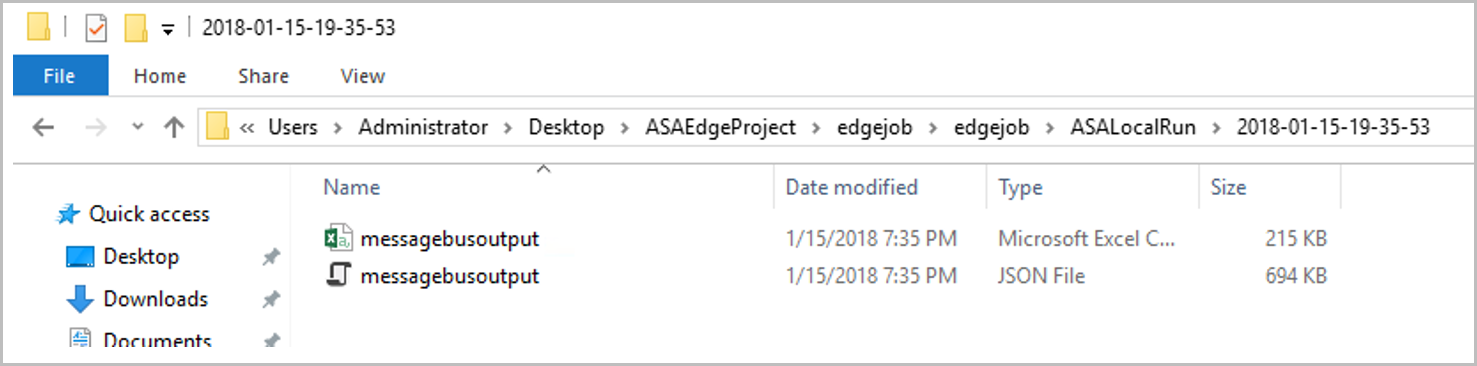 2018-01-15-19-35-53
File Home Share View
« Users > Administrator > Desktop > ASAEdgeProject > edgejob > edgejob > ASALocalRun > 2018-01-15-19-35-53
Name Date modified Type Size
Quick access
Desktop
Downloads
Documents
messagebusoutput 1/15/2018 7:35 PM Microsoft Excel C... 215 KB
messagebusoutput 1/15/2018 7:35 PM JSON File 694 KB